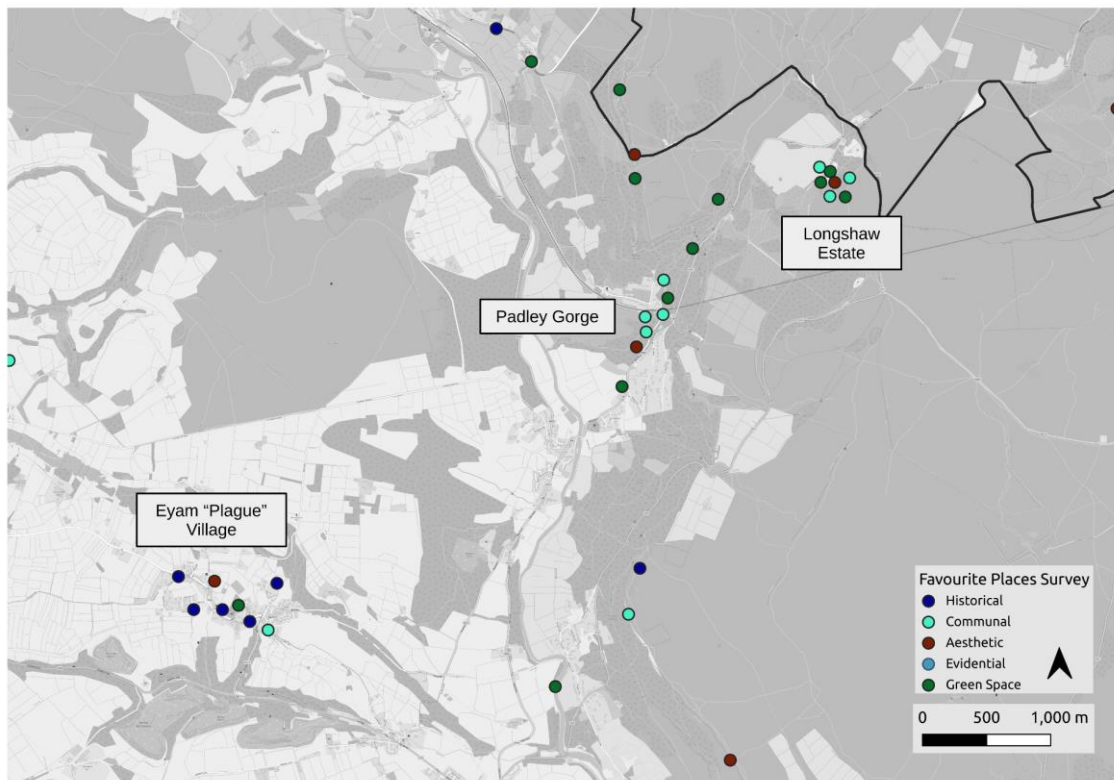 Longshaw
Estate
Padley Gorge
Eyam “Plague”
Village
Favourite Places Survey
Historical
Communal
Aesthetic
Evidential
Green Space
0 500 1,000 m